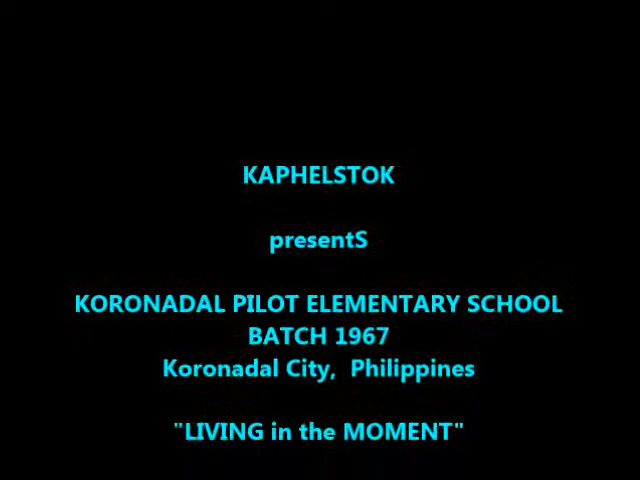 KAPHELSTOK
presentS
KORONADAL PILOT ELEMENTARY SCHOOL
BATCH 1967
Koronadal City,  Philippines
"LIVING in the MOMENT"